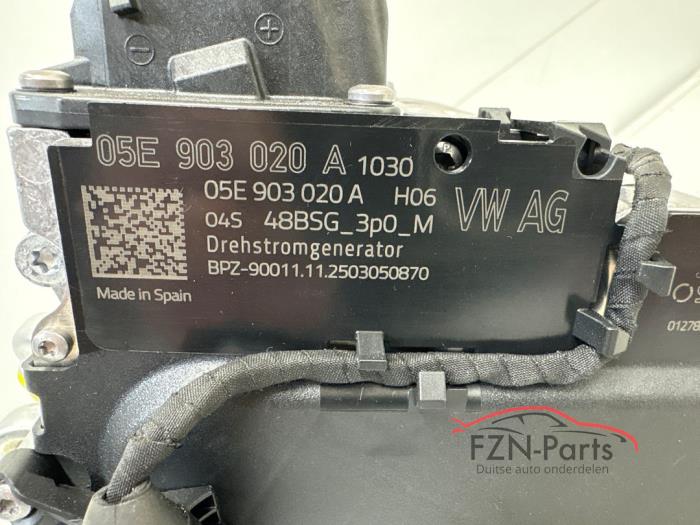 05E 903 020 A 1030
05E 903 020 A H06
04S 48BSG_3p0_M
VW AG
Drehstromgenerator
BPZ-90011.11.2503050870
Made in Spain
01278
FZN-Parts
Duitse auto onderdelen